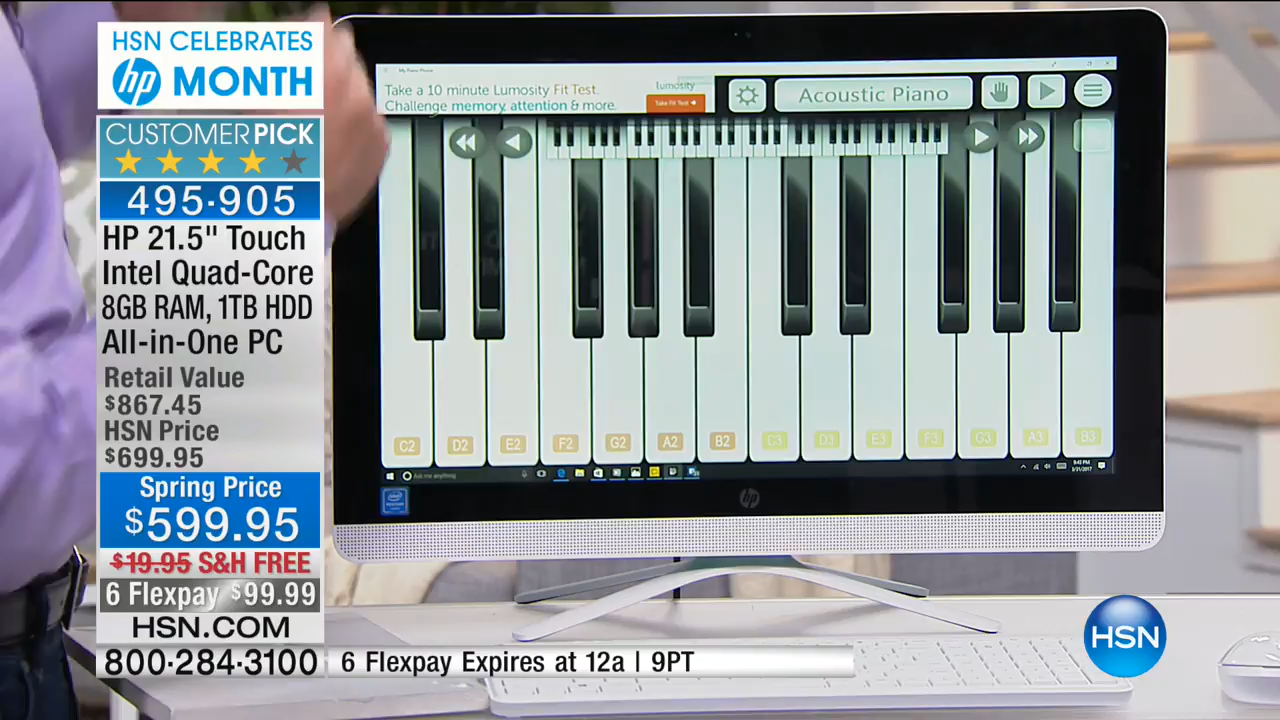 HSN CELEBRATES
hp MONTH
CUSTOMER PICK
495-905
HP 21.5" Touch
Intel Quad-Core
8GB RAM, 1TB HDD
All-in-One PC
Retail Value
$867.45
HSN Price
$699.95
Spring Price
$599.95
$19.95 S&H FREE
6 Flexpay $99.99
HSN.COM
800-284-3100
6 Flexpay Expires at 12a | 9PT
HSN
Take a 10 minute Lumosity Fit Test.
Challenge memory, attention & more.
lumosity
Take Fit Test
Acoustic Piano
C2 D2 E2 F2 G2 A2 B2 C3 D3 E3 F3 G3 A3 B3
Ask me anything
hp